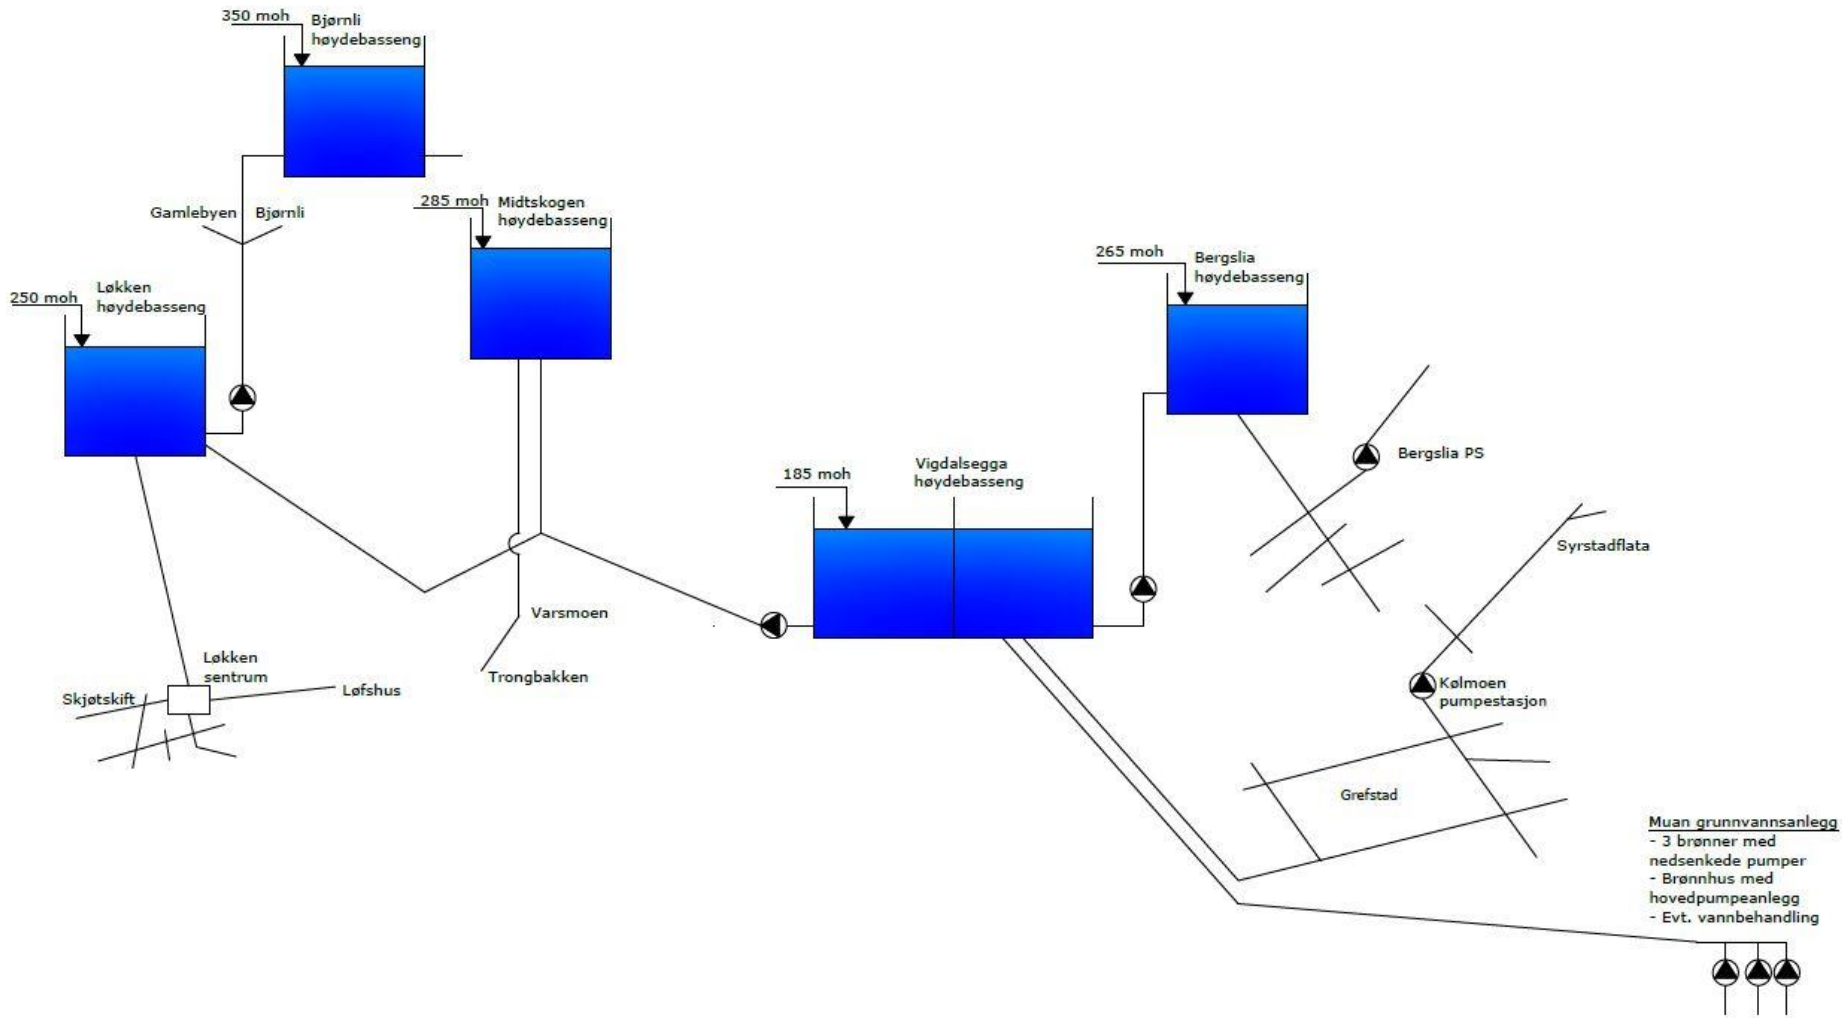 350 moh
Bjørnli
høydebasseng
Gamlebyen
Bjørnli
285 moh
Midtskogen
høydebasseng
265 moh
Bergslia
høydebasseng
250 moh
Løkken
høydebasseng
185 moh
Vigdalsegga
høydebasseng
Bergslia PS
Syrstadflata
Varsmoen
Trongbakken
Løkken
sentrum
Skjøtskift
Løfshus
Kølmoen
pumpestasjon
Grefstad
Muan grunnvannsanlegg
- 3 brønner med
nedsenkede pumper
- Brønnhus med
hovedpumpeanlegg
- Evt. vannbehandling